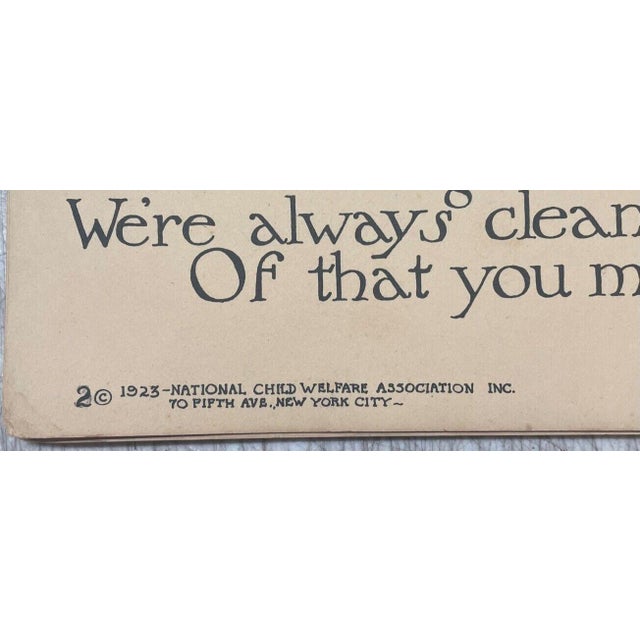 We're always clean
Of that you m
2 © 1923-NATIONAL CHILD WELFARE ASSOCIATION INC.
70 FIFTH AVE., NEW YORK CITY~